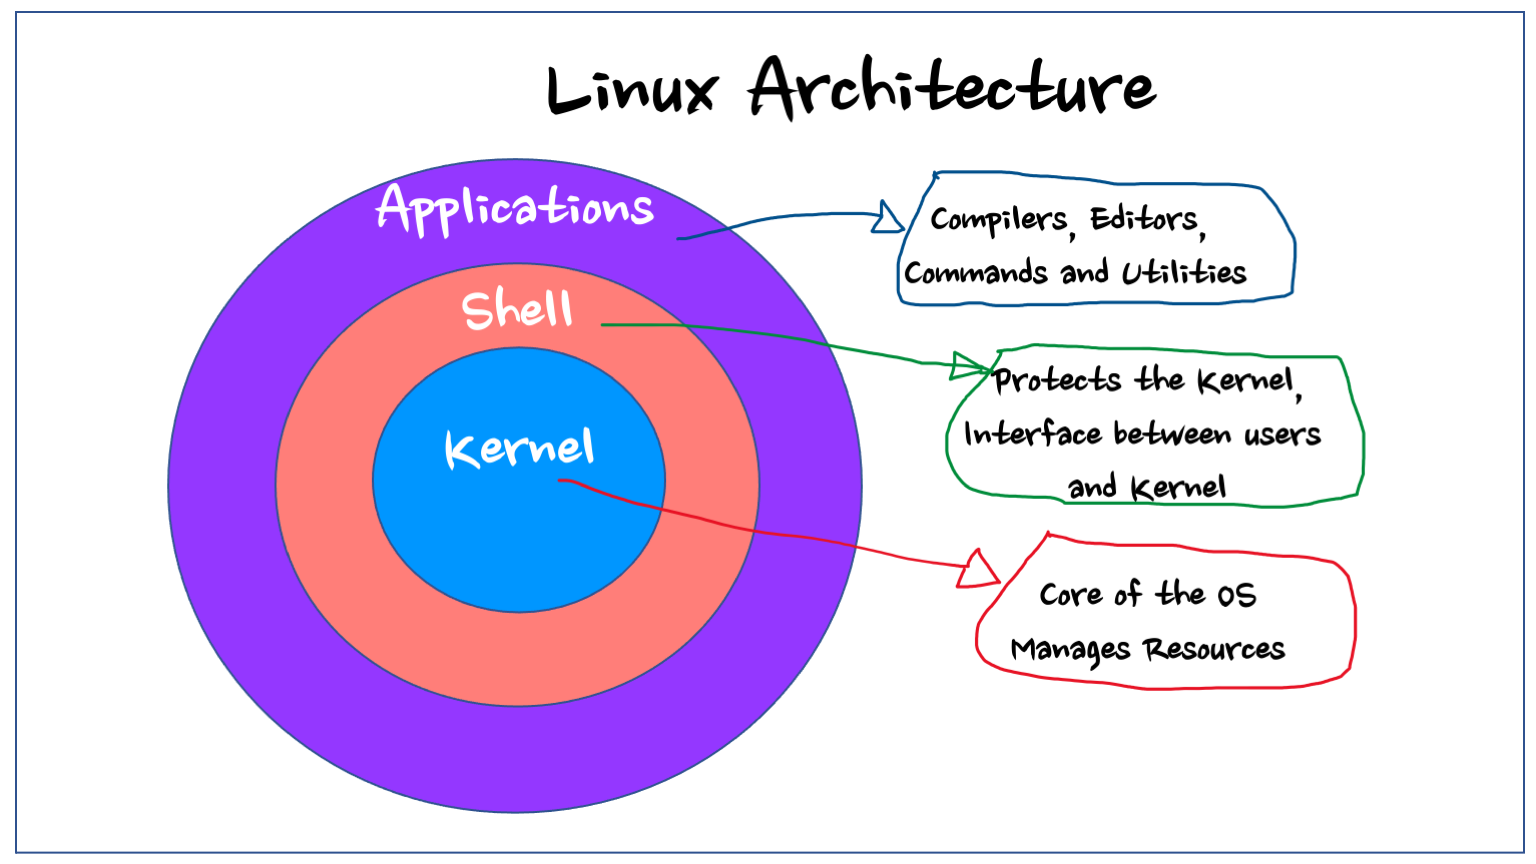 Linux Architecture
Applications
Shell
Kernel
Compilers, Editors,
Commands and Utilities
Protects the Kernel,
Interface between users
and Kernel
Core of the OS
Manages Resources